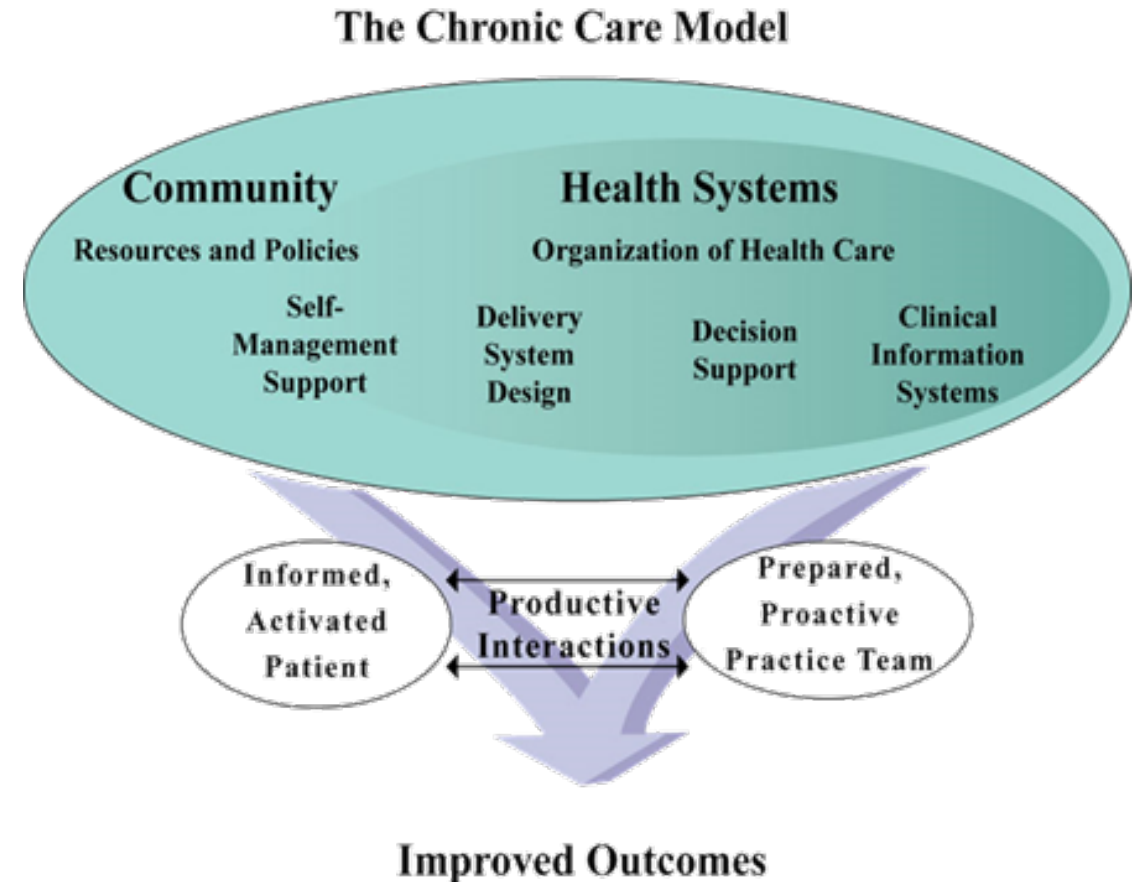 The Chronic Care Model
Community
Health Systems
Resources and Policies
Organization of Health Care
Self-
Management
Support
Delivery
System
Design
Decision
Support
Clinical
Information
Systems
Informed,
Activated
Patient
Productive
Interactions
Prepared,
Proactive
Practice Team
Improved Outcomes